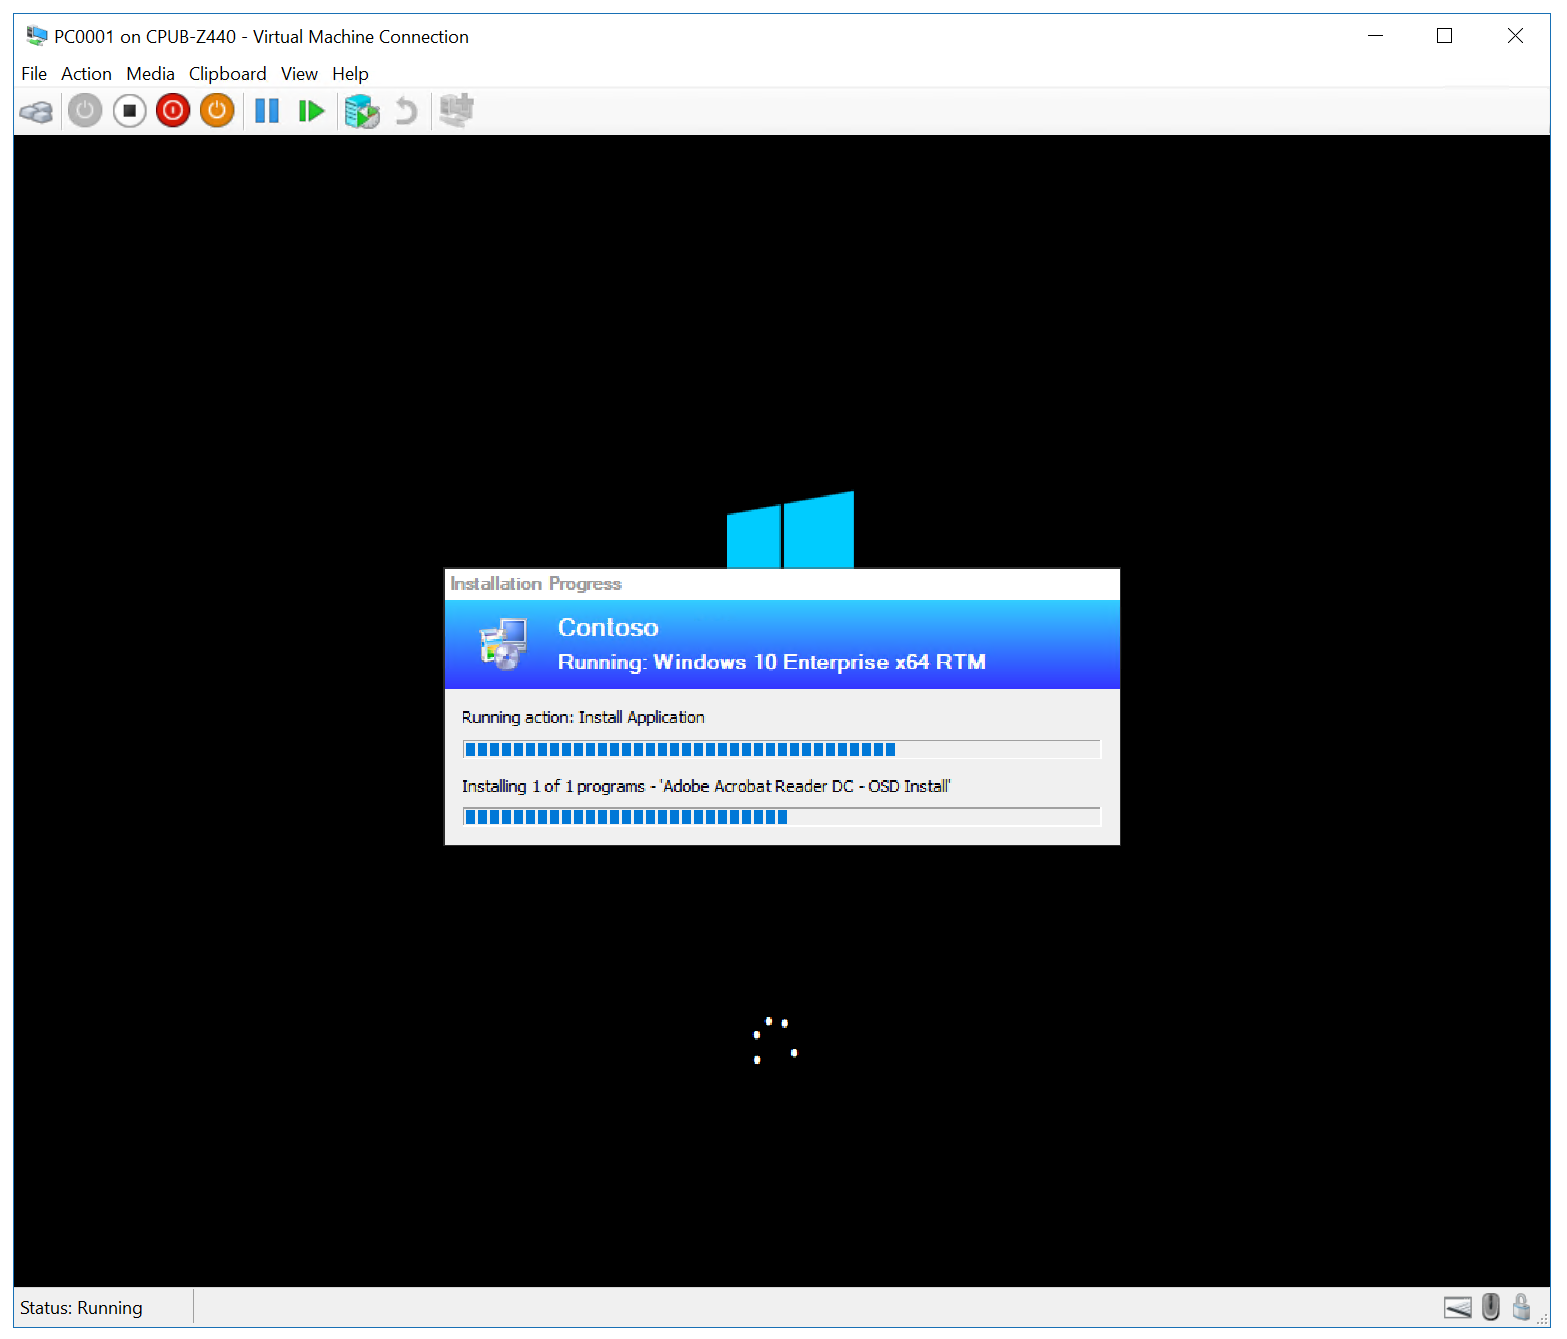 PC0001 on CPUB-Z440 - Virtual Machine Connection
File Action Media Clipboard View Help
Installation Progress
Contoso
Running: Windows 10 Enterprise x64 RTM
Running action: Install Application
Installing 1 of 1 programs - 'Adobe Acrobat Reader DC - OSD Install'
Status: Running